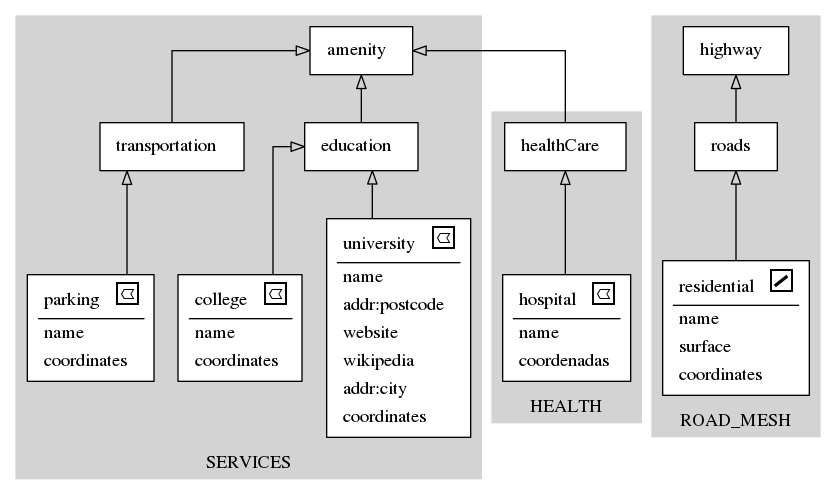 amenity
highway
transportation
education
healthCare
roads
university
name
addr:postcode
website
wikipedia
addr:city
coordinates
parking
name
coordinates
college
name
coordinates
hospital
name
coordenadas
residential
name
surface
coordinates
HEALTH
ROAD_MESH
SERVICES